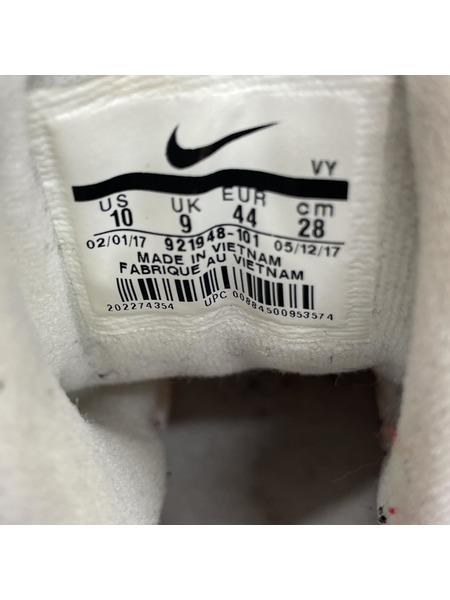 VY
US UK EUR cm
10 9 44 28
02/01/17 921948-101 05/12/17
MADE IN VIETNAM
FABRIQUE AU VIETNAM
202274354 UPC 00884500953574